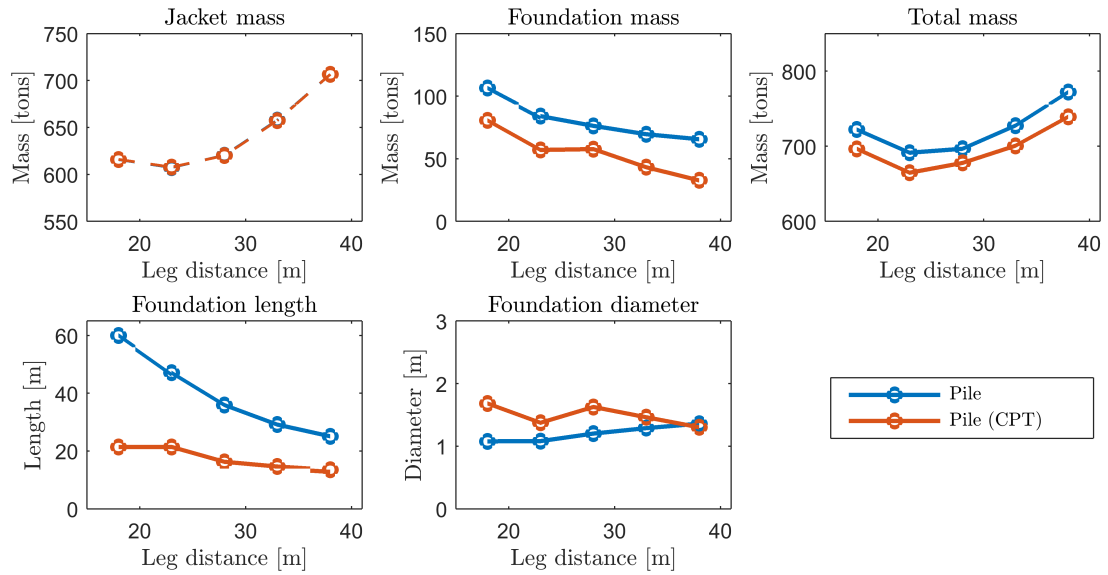 Jacket mass
Mass [tons]
750
700
650
600
550
20
30
40
Leg distance [m]
Foundation mass
Mass [tons]
150
100
50
0
20
30
40
Leg distance [m]
Total mass
Mass [tons]
800
700
600
20
30
40
Leg distance [m]
Foundation length
Length [m]
60
40
20
0
20
30
40
Leg distance [m]
Foundation diameter
Diameter [m]
3
2
1
0
20
30
40
Leg distance [m]
Pile
Pile (CPT)